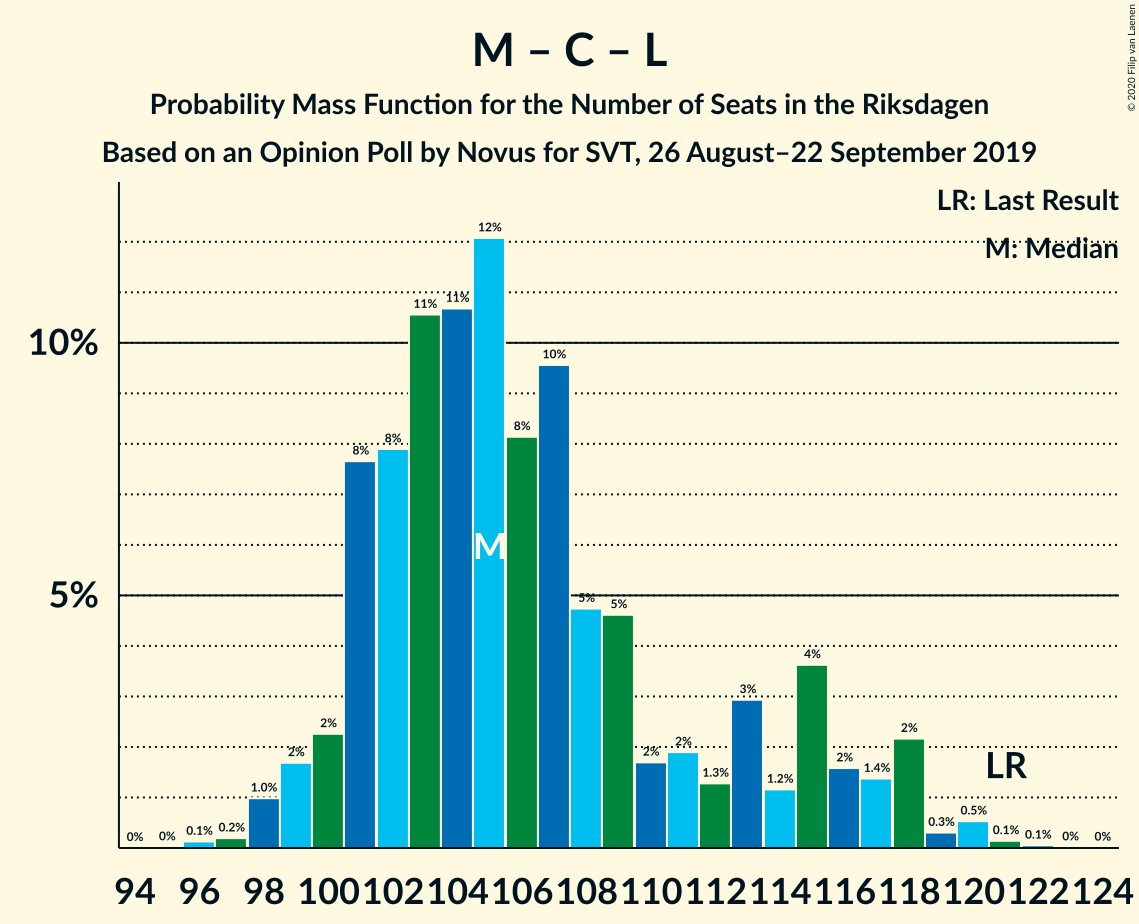 © 2020 Filip van Laenen
M – C – L
Probability Mass Function for the Number of Seats in the Riksdagen
Based on an Opinion Poll by Novus for SVT, 26 August–22 September 2019
LR: Last Result
M: Median
10%
5%
0% 0% 0.1% 0.2% 1.0% 2% 2% 8% 8% 11% 11% 12% 8% 10% 5% 5% 2% 2% 1.3% 3% 1.2% 4% 2% 1.4% 2% 0.3% 0.5% 0.1% 0.1% 0% 0%
M
LR
94 96 98 100 102 104 106 108 110 112 114 116 118 120 122 124